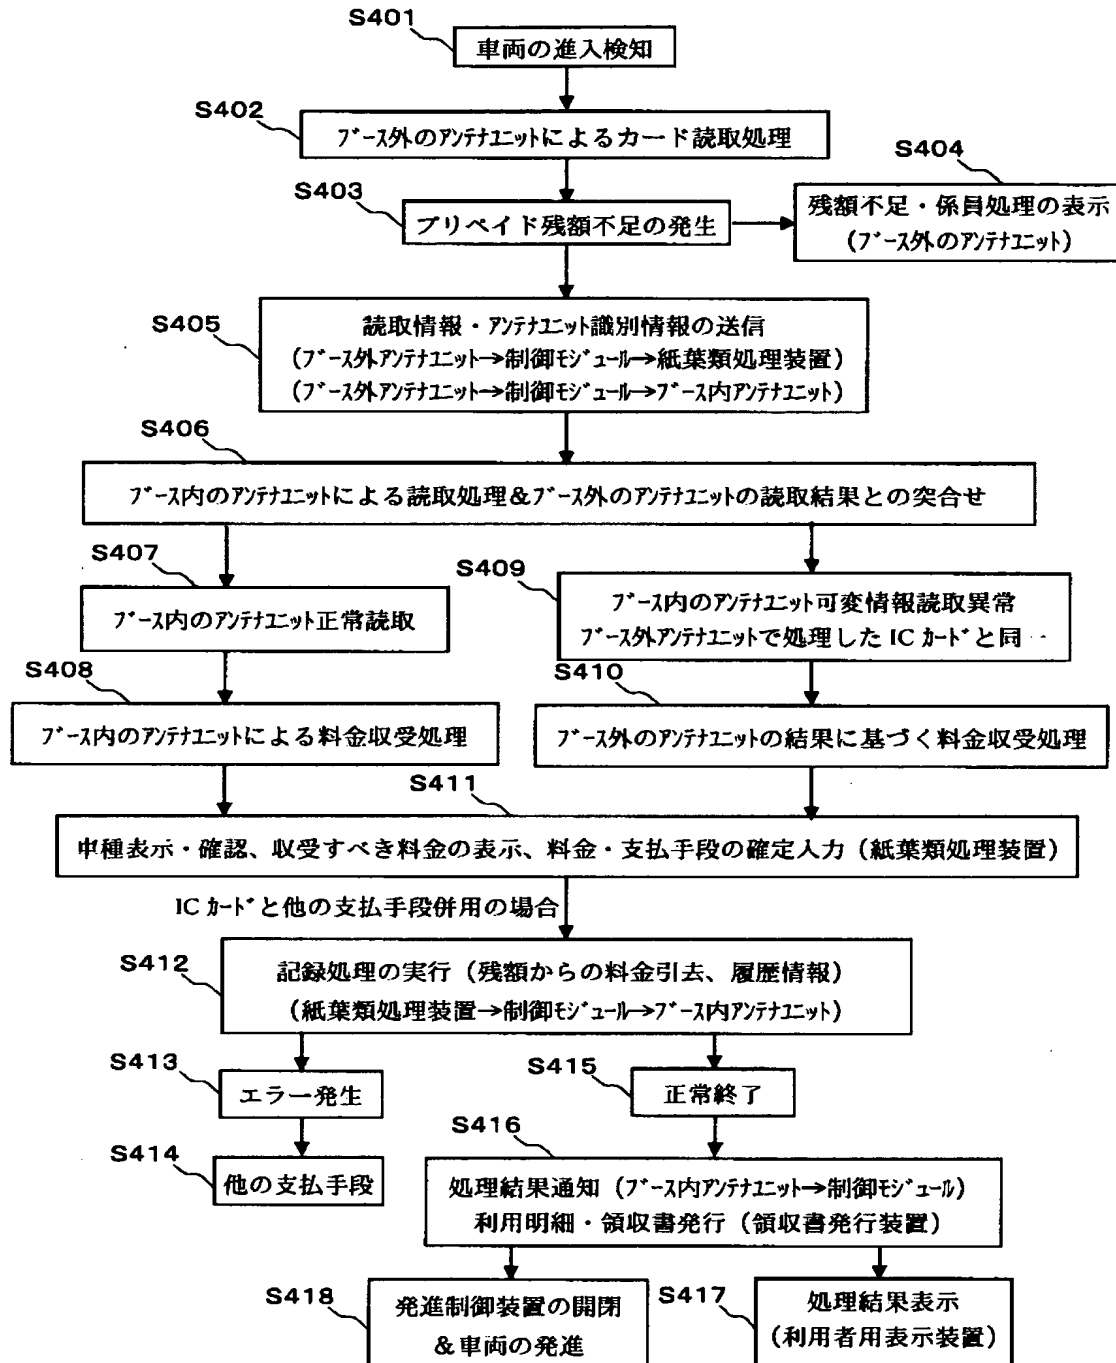 S401
車両の進入検知
S402
ﾌﾞｰｽ外のｱﾝﾃﾅﾕﾆｯﾄによるカード読取処理
S403
プリペイド残額不足の発生
S404
残額不足・係員処理の表示
(ﾌﾞｰｽ外のｱﾝﾃﾅﾕﾆｯﾄ)
S405
読取情報・ｱﾝﾃﾅﾕﾆｯﾄ識別情報の送信
(ﾌﾞｰｽ外ｱﾝﾃﾅﾕﾆｯﾄ→制御ﾓｼﾞｭｰﾙ→紙葉類処理装置)
(ﾌﾞｰｽ外ｱﾝﾃﾅﾕﾆｯﾄ→制御ﾓｼﾞｭｰﾙ→ﾌﾞｰｽ内ｱﾝﾃﾅﾕﾆｯﾄ)
S406
ﾌﾞｰｽ内のｱﾝﾃﾅﾕﾆｯﾄによる読取処理＆ﾌﾞｰｽ外のｱﾝﾃﾅﾕﾆｯﾄの読取結果との突合せ
S407
ﾌﾞｰｽ内のｱﾝﾃﾅﾕﾆｯﾄ正常読取
S409
ﾌﾞｰｽ内のｱﾝﾃﾅﾕﾆｯﾄ可変情報読取異常
ﾌﾞｰｽ外ｱﾝﾃﾅﾕﾆｯﾄで処理したICｶｰﾄﾞと同一
S408
ﾌﾞｰｽ内のｱﾝﾃﾅﾕﾆｯﾄによる料金収受処理
S410
ﾌﾞｰｽ外のｱﾝﾃﾅﾕﾆｯﾄの結果に基づく料金収受処理
S411
車種表示・確認、収受すべき料金の表示、料金・支払手段の確定入力（紙葉類処理装置）
ICｶｰﾄﾞと他の支払手段併用の場合
S412
記録処理の実行（残額からの料金引去、履歴情報）
(紙葉類処理装置→制御ﾓｼﾞｭｰﾙ→ﾌﾞｰｽ内ｱﾝﾃﾅﾕﾆｯﾄ)
S413
エラー発生
S415
正常終了
S414
他の支払手段
S416
処理結果通知（ﾌﾞｰｽ内ｱﾝﾃﾅﾕﾆｯﾄ→制御ﾓｼﾞｭｰﾙ）
利用明細・領収書発行（領収書発行装置）
S418
発進制御装置の開閉
＆車両の発進
S417
処理結果表示
(利用者用表示装置)